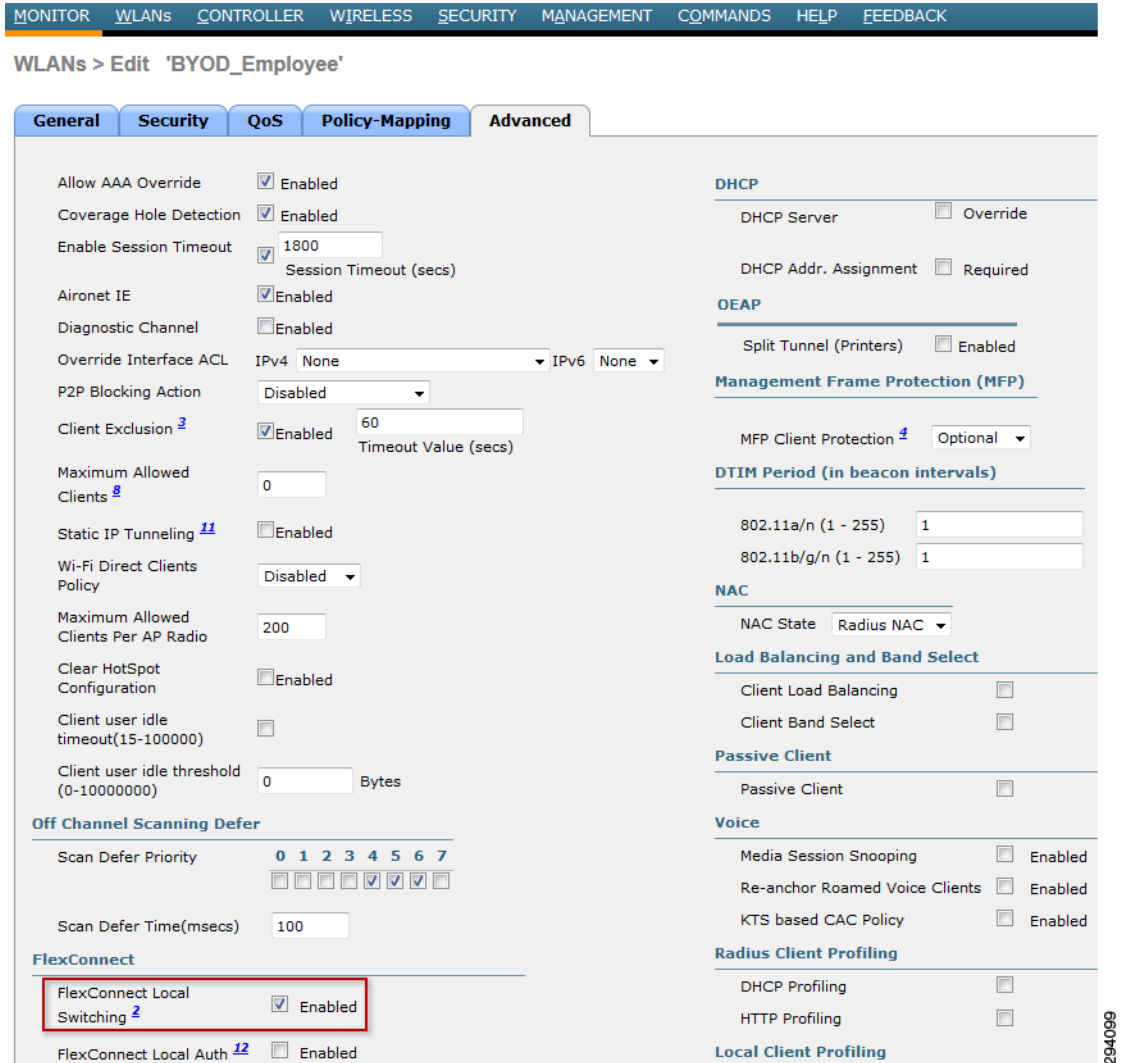 MONITOR WLANs CONTROLLER WIRELESS SECURITY MANAGEMENT COMMANDS HELP FEEDBACK
WLANs > Edit 'BYOD_Employee'
General Security QoS Policy-Mapping Advanced
Allow AAA Override Enabled
Coverage Hole Detection Enabled
Enable Session Timeout 1800
Session Timeout (secs)
Aironet IE Enabled
Diagnostic Channel Enabled
Override Interface ACL IPv4 None IPv6 None
P2P Blocking Action Disabled
Client Exclusion 3 Enabled 60
Timeout Value (secs)
Maximum Allowed
Clients 8 0
Static IP Tunneling 11 Enabled
Wi-Fi Direct Clients
Policy Disabled
Maximum Allowed
Clients Per AP Radio 200
Clear HotSpot
Configuration Enabled
Client user idle
timeout(15-100000)
Client user idle threshold
(0-10000000) 0 Bytes
Off Channel Scanning Defer
Scan Defer Priority 0 1 2 3 4 5 6 7
Scan Defer Time(msecs) 100
FlexConnect
FlexConnect Local
Switching 2 Enabled
FlexConnect Local Auth 12 Enabled
DHCP
DHCP Server Override
DHCP Addr. Assignment Required
OEAP
Split Tunnel (Printers) Enabled
Management Frame Protection (MFP)
MFP Client Protection 4 Optional
DTIM Period (in beacon intervals)
802.11a/n (1 - 255) 1
802.11b/g/n (1 - 255) 1
NAC
NAC State Radius NAC
Load Balancing and Band Select
Client Load Balancing
Client Band Select
Passive Client
Passive Client
Voice
Media Session Snooping Enabled
Re-anchor Roamed Voice Clients Enabled
KTS based CAC Policy Enabled
Radius Client Profiling
DHCP Profiling
HTTP Profiling
Local Client Profiling
294099